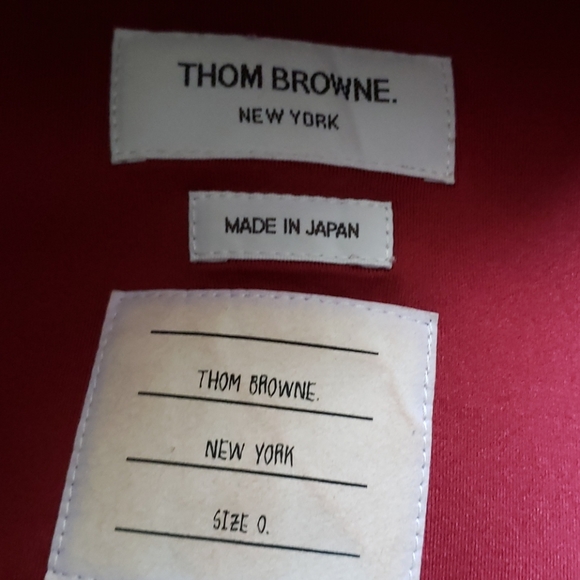 THOM BROWNE.
NEW YORK
MADE IN JAPAN
THOM BROWNE.
NEW YORK
SIZE 0.